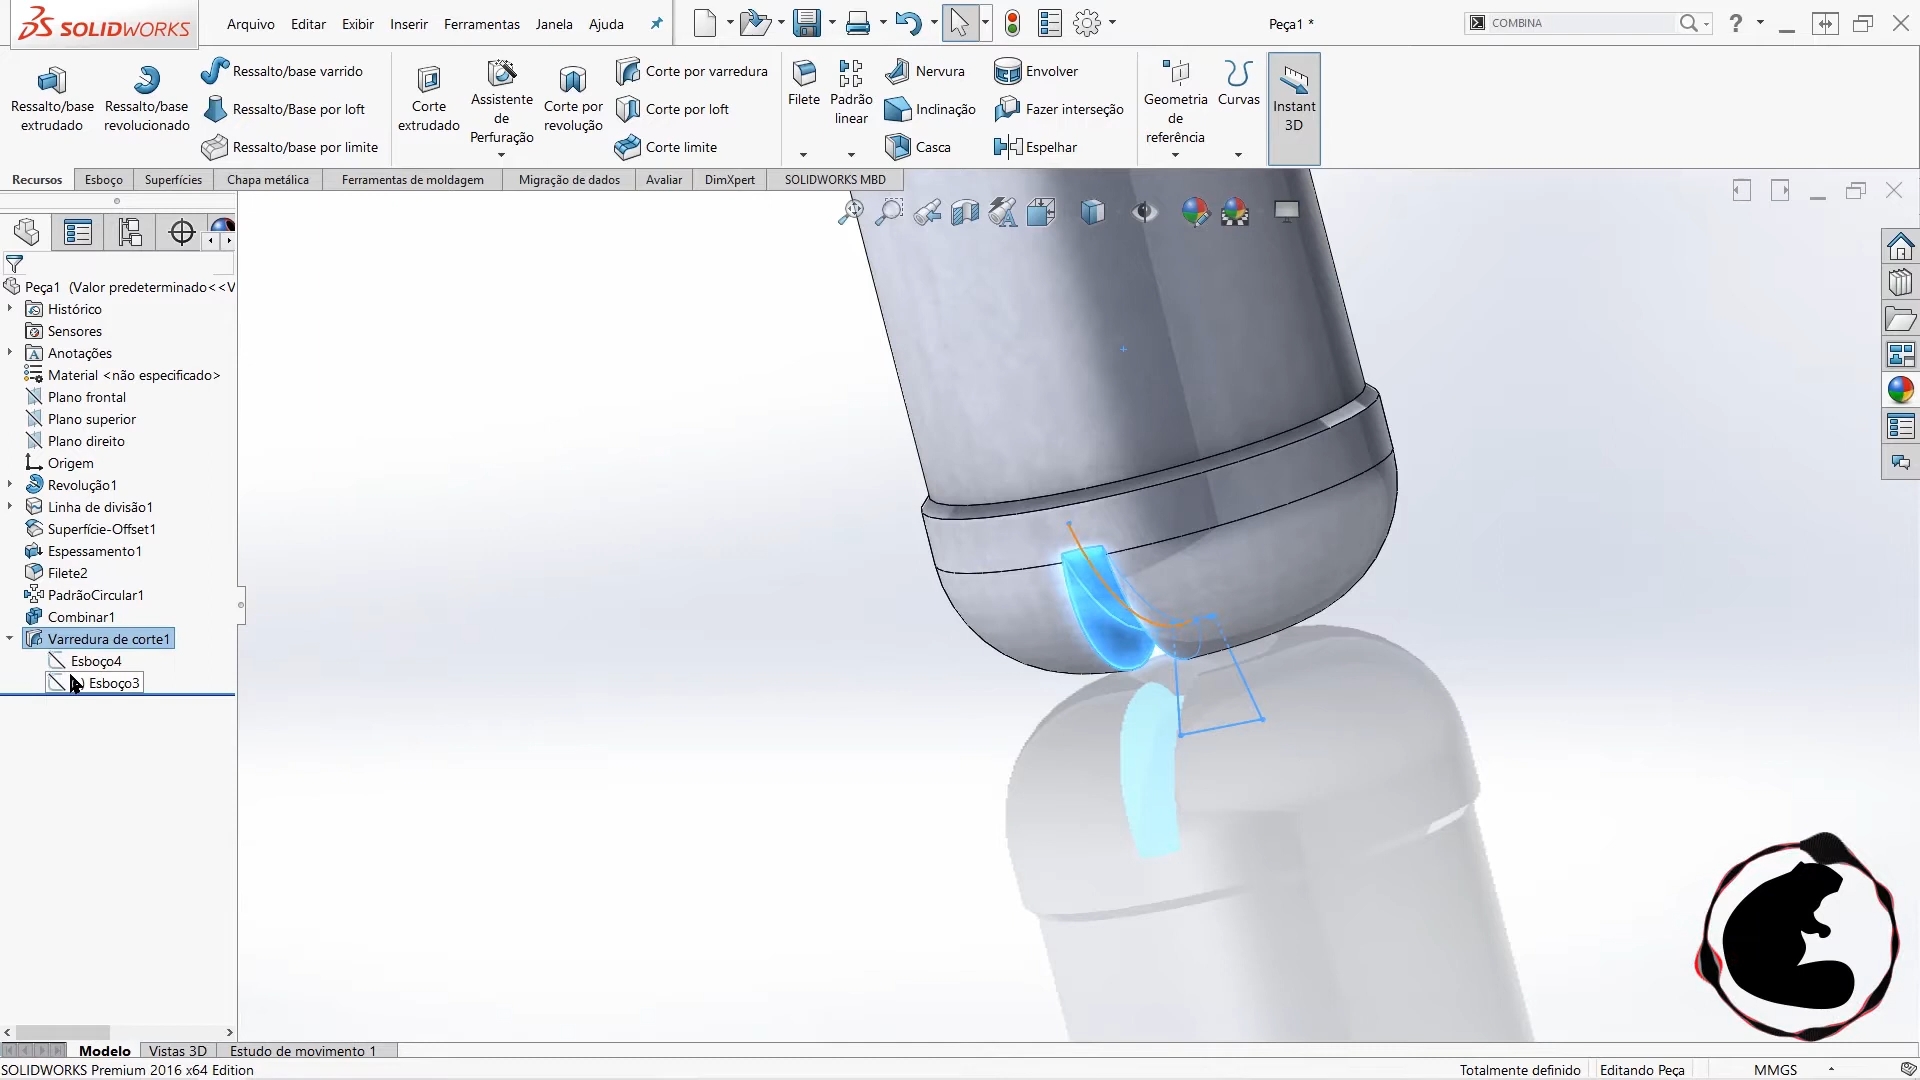 SOLIDWORKS
Arquivo Editar Exibir Inserir Ferramentas Janela Ajuda
Peça1 *
COMBINA
Ressalto/base extrudado
Ressalto/base revolucionado
Ressalto/base varrido
Ressalto/Base por loft
Ressalto/base por limite
Corte extrudado
Assistente de Perfuração
Corte por revolução
Corte por varredura
Corte por loft
Corte limite
Filete
Padrão linear
Nervura
Inclinação
Casca
Envolver
Fazer interseção
Espelhar
Geometria de referência
Curvas
Instant 3D
Recursos Esboço Superfícies Chapa metálica Ferramentas de moldagem Migração de dados Avaliar DimXpert SOLIDWORKS MBD
Peça1 (Valor predeterminado<<V
Histórico
Sensores
Anotações
Material <não especificado>
Plano frontal
Plano superior
Plano direito
Origem
Revolução1
Linha de divisão1
Superfície-Offset1
Espessamento1
Filete2
PadrãoCircular1
Combinar1
Varredura de corte1
Esboço4
Esboço3
Modelo Vistas 3D Estudo de movimento 1
SOLIDWORKS Premium 2016 x64 Edition
Totalmente definido Editando Peça MMGS